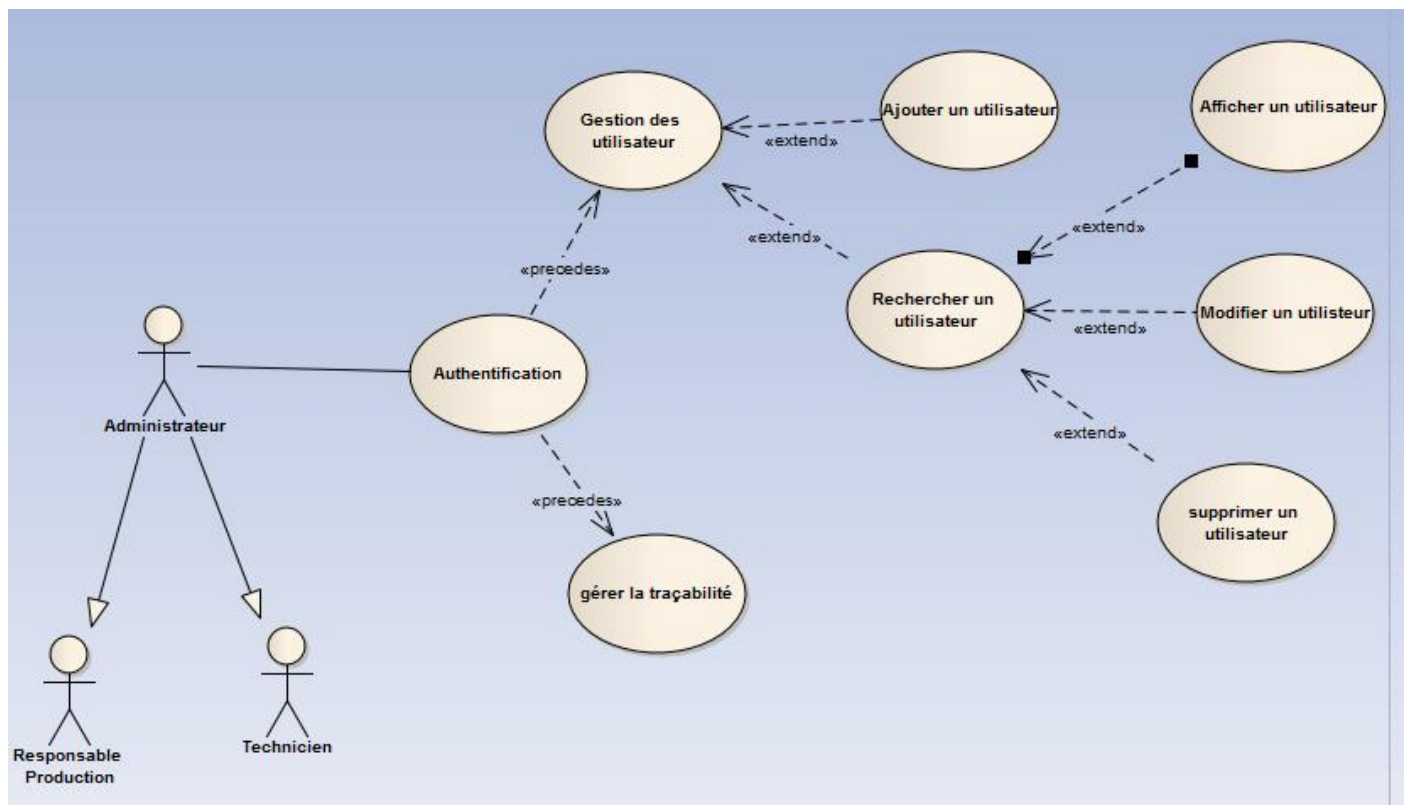 Gestion des
utilisateur
Ajouter un utilisateur
«extend»
Afficher un utilisateur
«extend»
«extend»
Rechercher un
utilisateur
Modifier un utilisteur
«extend»
«extend»
supprimer un
utilisateur
«precedes»
Authentification
Administrateur
«precedes»
gérer la traçabilité
Responsable
Production
Technicien